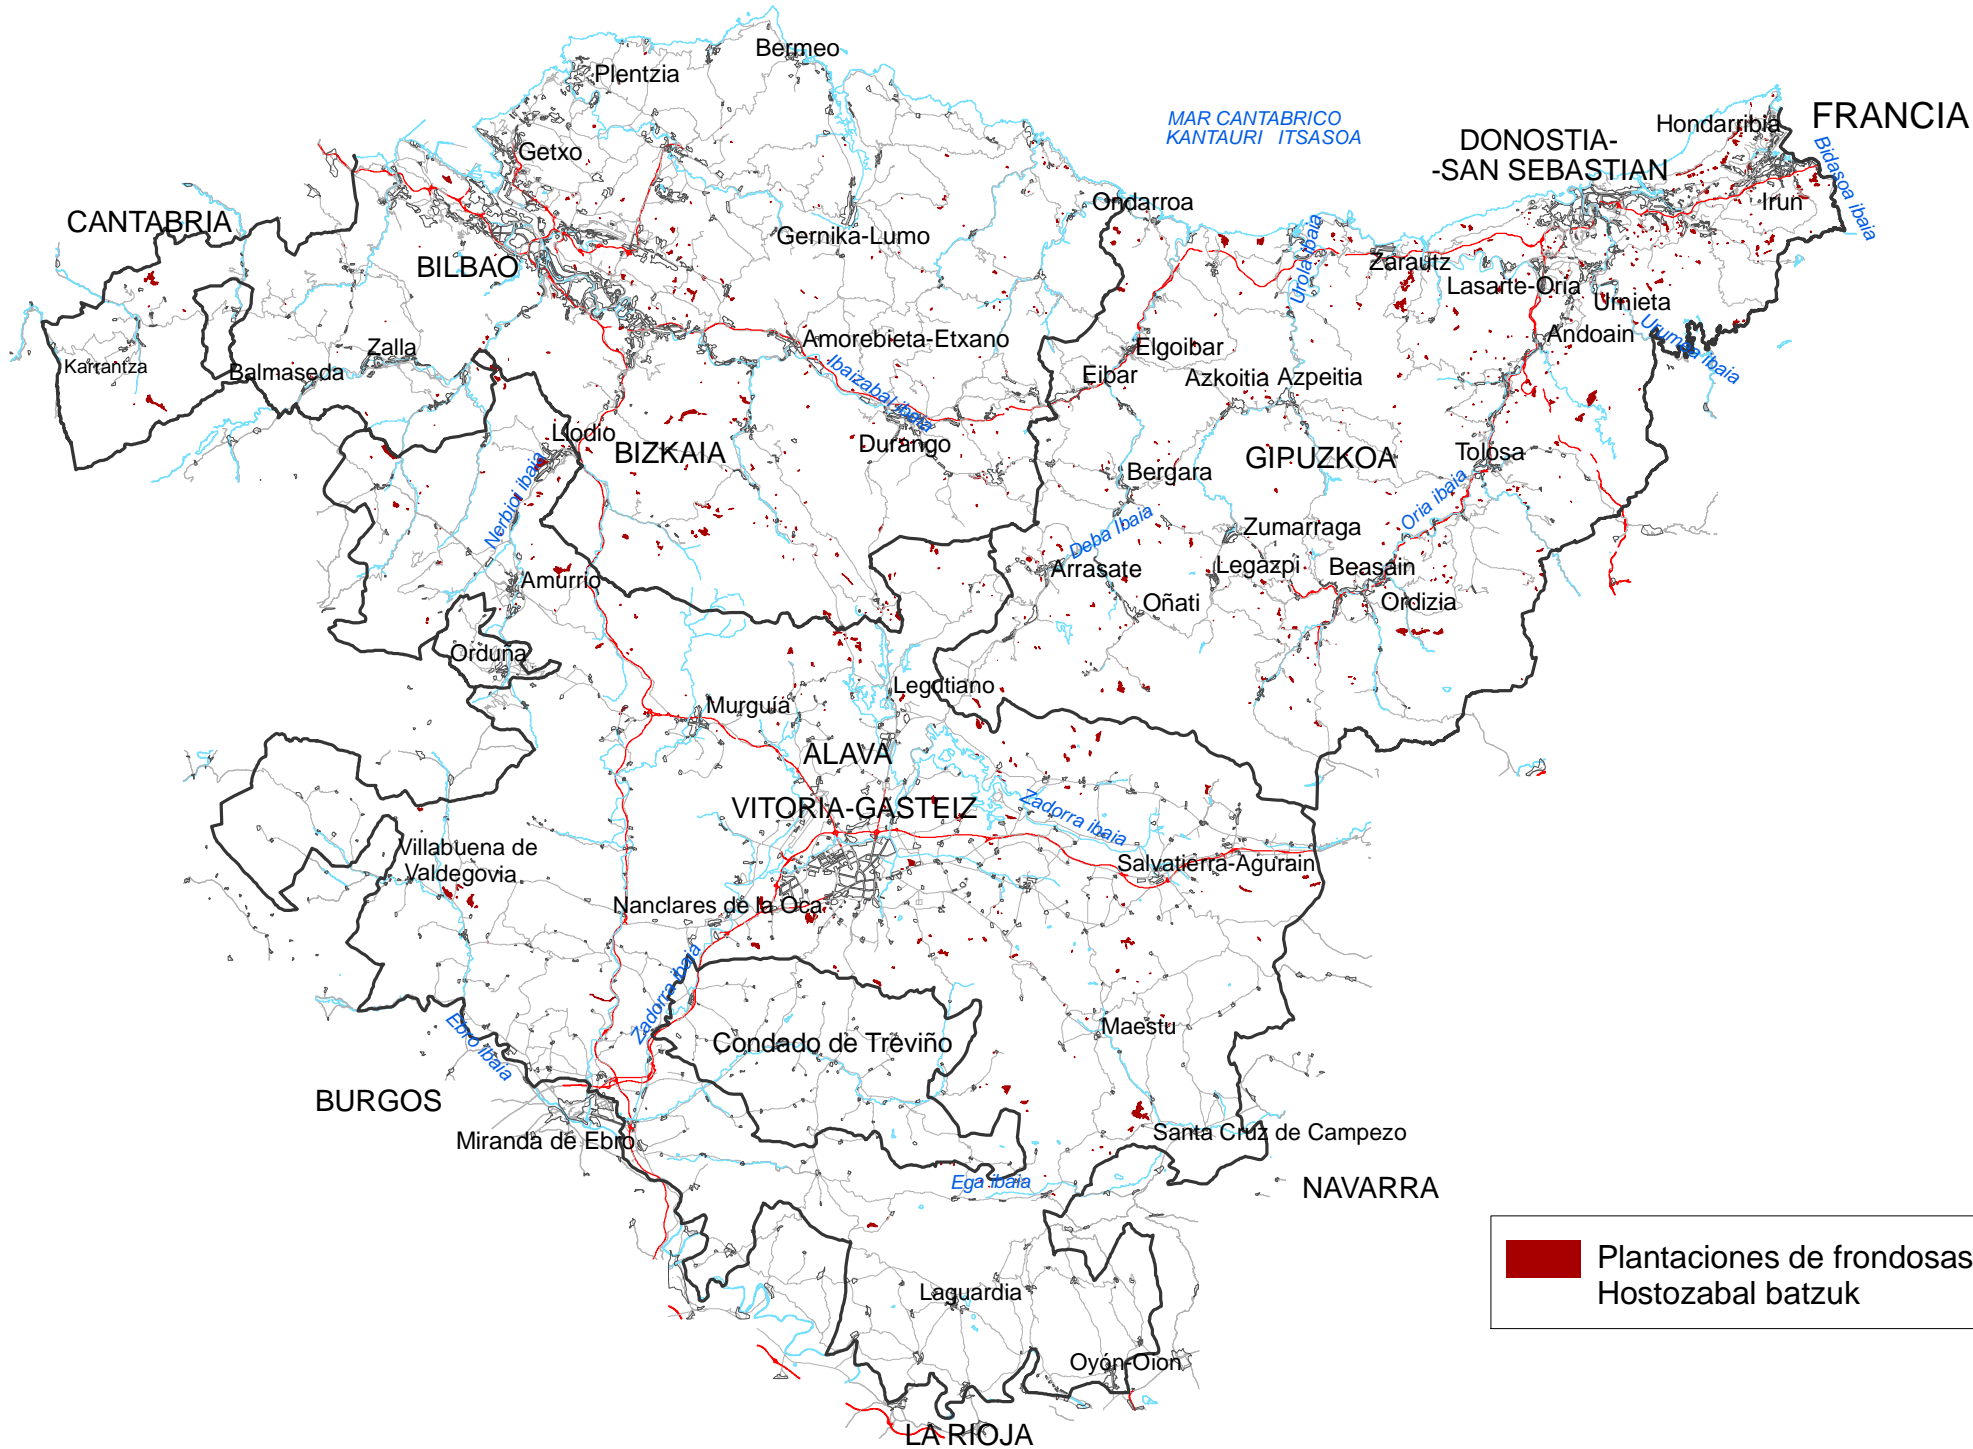 Bermeo
Plentzia
MAR CANTABRICO
KANTAURI ITSASOA
FRANCIA
Hondarribia
DONOSTIA-
-SAN SEBASTIAN
Bidasoa ibaia
Getxo
Irun
CANTABRIA
Ondarroa
Gernika-Lumo
BILBAO
Urola ibaia
Zarautz
Lasarte-Oria
Urnieta
Urumea ibaia
Andoain
Karrantza
Zalla
Balmaseda
Amorebieta-Etxano
Ibaizabal ibaia
Elgoibar
Eibar
Azkoitia
Azpeitia
Llodio
BIZKAIA
Durango
Bergara
GIPUZKOA
Tolosa
Nerbioi ibaia
Oria ibaia
Deba Ibaia
Zumarraga
Amurrio
Arrasate
Legazpi
Beasain
Oñati
Ordizia
Orduña
Legutiano
Murguía
ALAVA
VITORIA-GASTEIZ
Zadorra ibaia
Villabuena de
Valdegovia
Salvatierra-Agurain
Nanclares de la Oca
Zadorra ibaia
Ebro ibaia
Condado de Treviño
Maestu
BURGOS
Miranda de Ebro
Santa Cruz de Campezo
Ega ibaia
NAVARRA
Plantaciones de frondosas
Hostozabal batzuk
Laguardia
Oyón-Oion
LA RIOJA